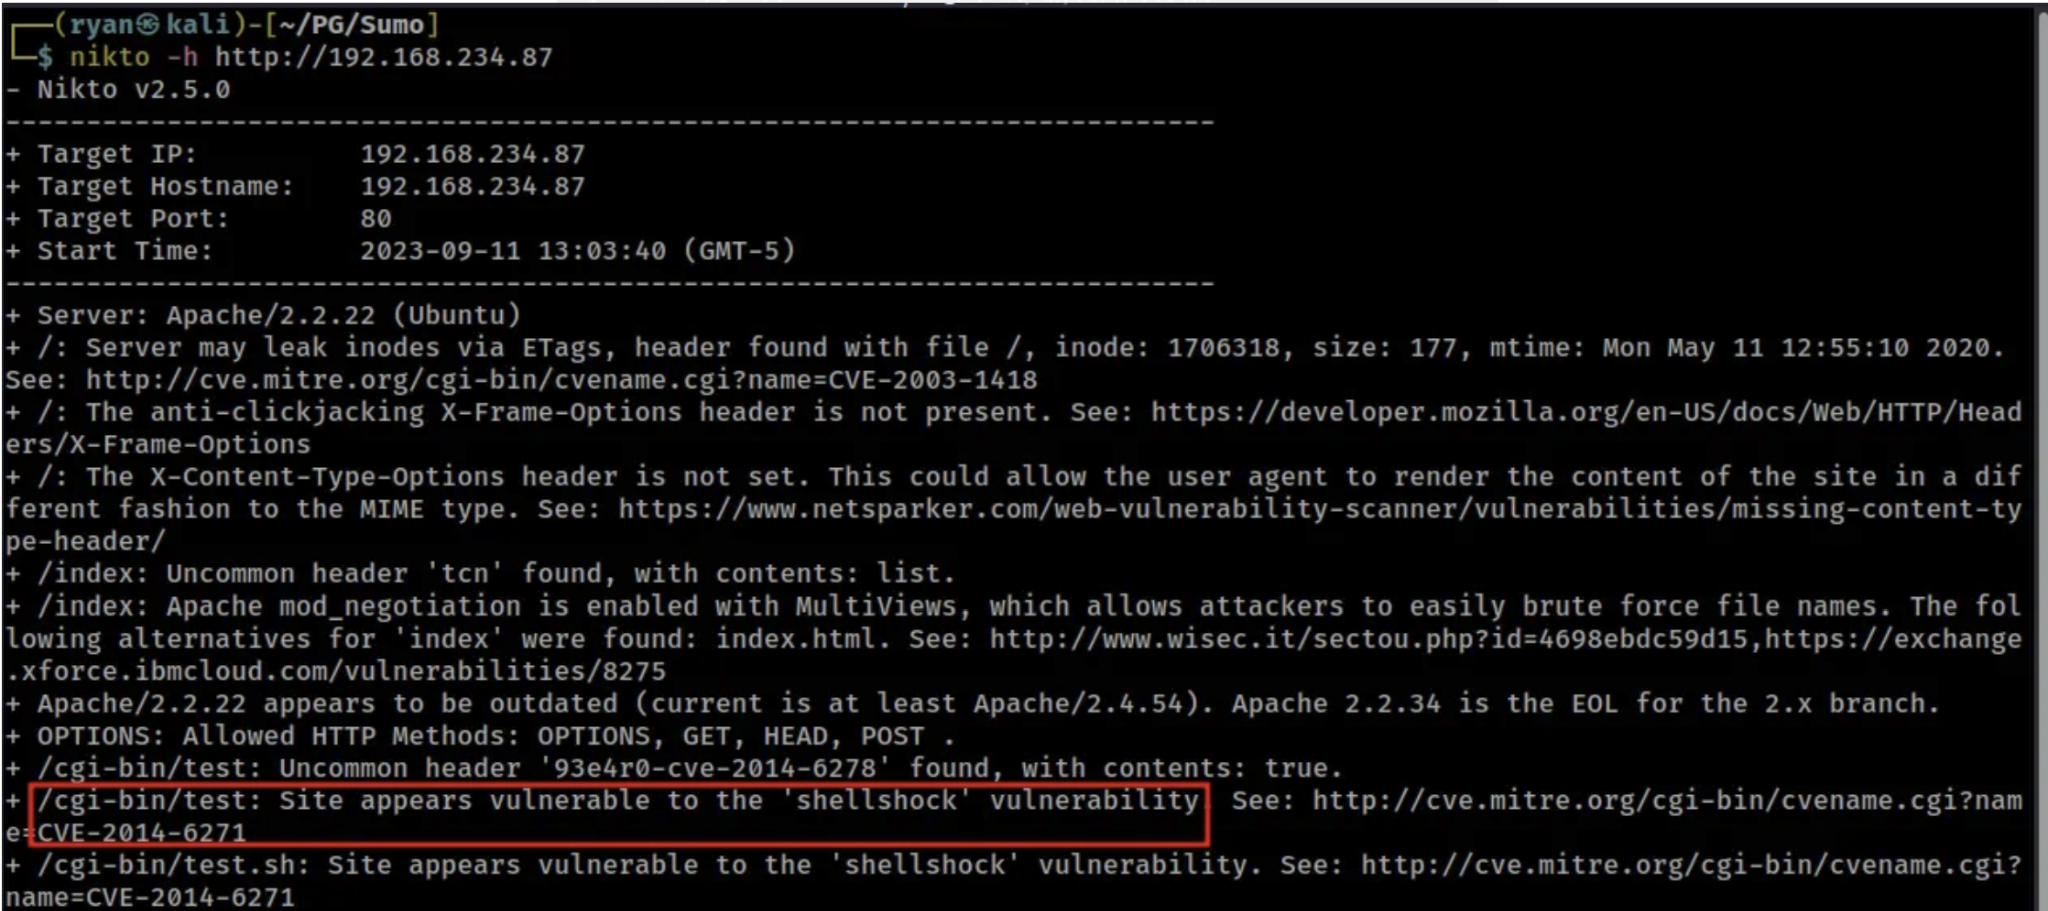 (ryan㉿kali)-[~/PG/Sumo]
$ nikto -h http://192.168.234.87
- Nikto v2.5.0
---------------------------------------------------------------------------
+ Target IP:          192.168.234.87
+ Target Hostname:    192.168.234.87
+ Target Port:        80
+ Start Time:         2023-09-11 13:03:40 (GMT-5)
---------------------------------------------------------------------------
+ Server: Apache/2.2.22 (Ubuntu)
+ /: Server may leak inodes via ETags, header found with file /, inode: 1706318, size: 177, mtime: Mon May 11 12:55:10 2020.
See: http://cve.mitre.org/cgi-bin/cvename.cgi?name=CVE-2003-1418
+ /: The anti-clickjacking X-Frame-Options header is not present. See: https://developer.mozilla.org/en-US/docs/Web/HTTP/Head
ers/X-Frame-Options
+ /: The X-Content-Type-Options header is not set. This could allow the user agent to render the content of the site in a dif
ferent fashion to the MIME type. See: https://www.netsparker.com/web-vulnerability-scanner/vulnerabilities/missing-content-ty
pe-header/
+ /index: Uncommon header 'tcn' found, with contents: list.
+ /index: Apache mod_negotiation is enabled with MultiViews, which allows attackers to easily brute force file names. The fol
lowing alternatives for 'index' were found: index.html. See: http://www.wisec.it/sectou.php?id=4698ebdc59d15,https://exchange
.xforce.ibmcloud.com/vulnerabilities/8275
+ Apache/2.2.22 appears to be outdated (current is at least Apache/2.4.54). Apache 2.2.34 is the EOL for the 2.x branch.
+ OPTIONS: Allowed HTTP Methods: OPTIONS, GET, HEAD, POST .
+ /cgi-bin/test: Uncommon header '93e4r0-cve-2014-6278' found, with contents: true.
+ /cgi-bin/test: Site appears vulnerable to the 'shellshock' vulnerability. See: http://cve.mitre.org/cgi-bin/cvename.cgi?nam
e=CVE-2014-6271
+ /cgi-bin/test.sh: Site appears vulnerable to the 'shellshock' vulnerability. See: http://cve.mitre.org/cgi-bin/cvename.cgi?
name=CVE-2014-6271